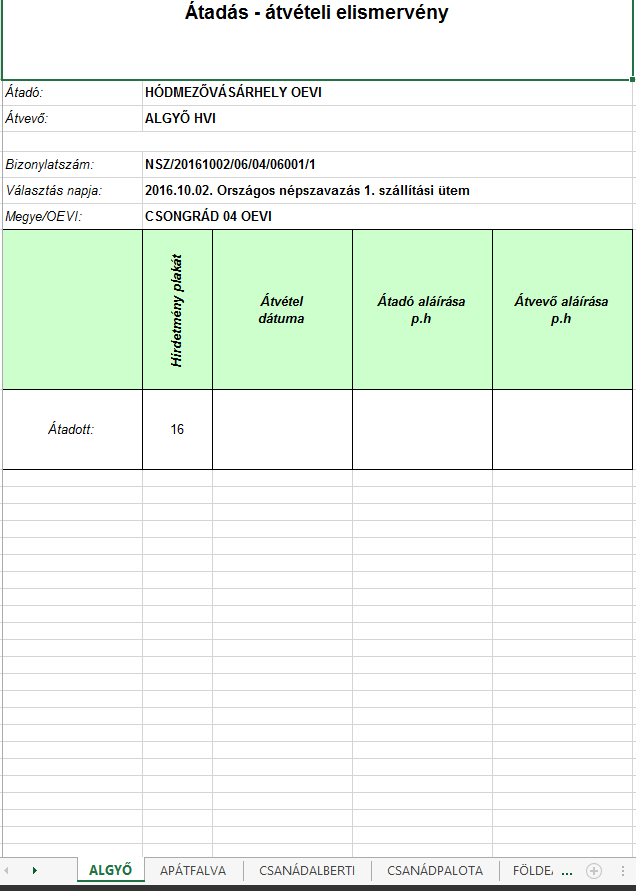 Átadás - átvételi elismervény
Átadó: HÓDMEZŐVÁSÁRHELY OEVI
Átvevő: ALGYŐ HVI
Bizonylatszám: NSZ/20161002/06/04/06001/1
Választás napja: 2016.10.02. Országos népszavazás 1. szállítási ütem
Megye/OEVI: CSONGRÁD 04 OEVI
Hirdetmény plakát
Átvétel
dátuma
Átadó aláírása
p.h
Átvevő aláírása
p.h
Átadott: 16
ALGYŐ APÁTFALVA CSANÁDALBERTI CSANÁDPALOTA FÖLDE ...